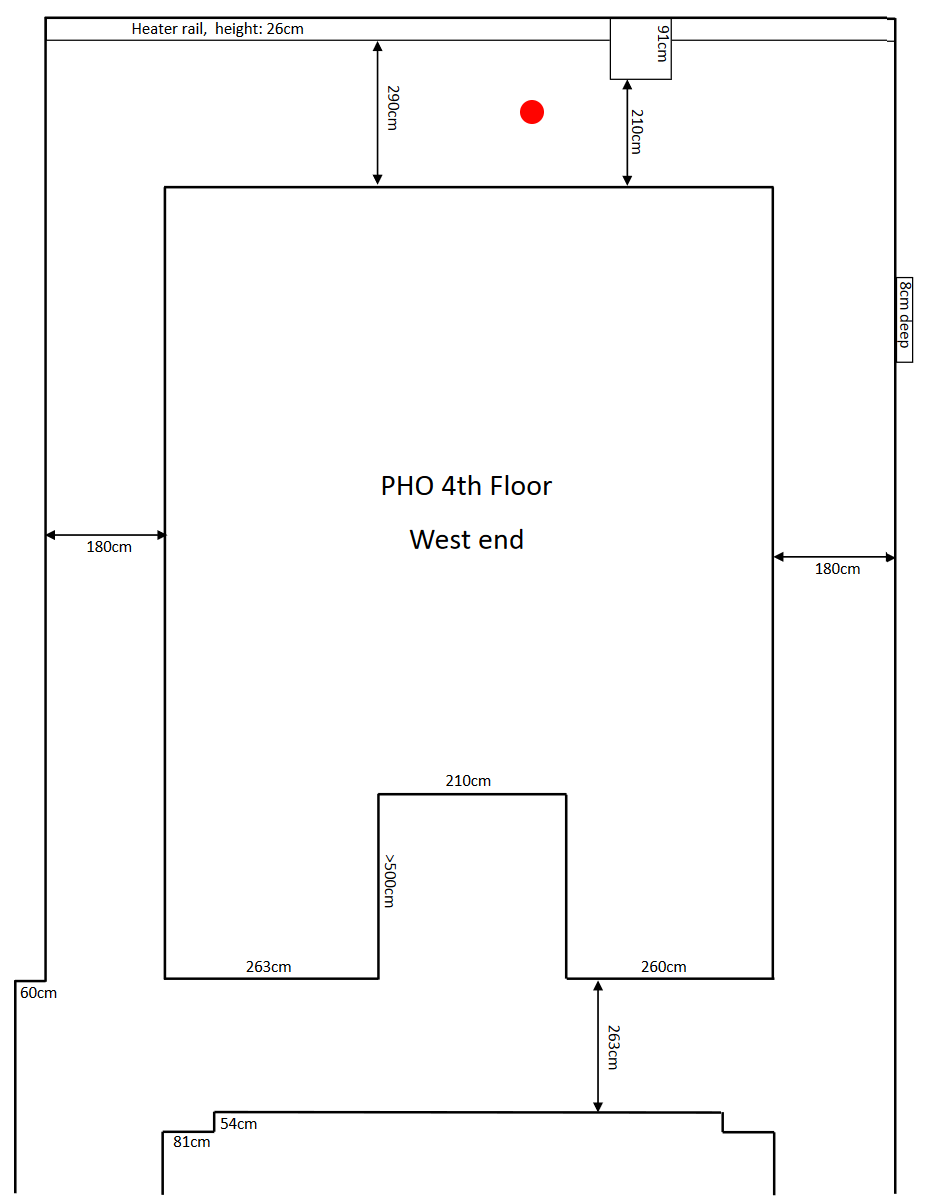 Heater rail,  height: 26cm
91cm
290cm
210cm
8cm deep
PHO 4th Floor
West end
180cm
180cm
210cm
>500cm
263cm
260cm
60cm
263cm
54cm
81cm